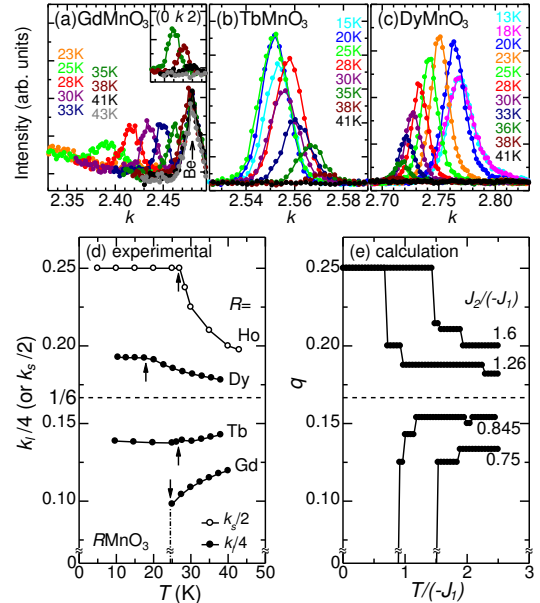 (a)GdMnO₃
(0 k 2)
(b)TbMnO₃
(c)DyMnO₃
Intensity (arb. units)
23K
25K
28K
30K
33K
35K
38K
41K
43K
Be
15K
20K
25K
28K
30K
33K
35K
38K
41K
13K
18K
20K
23K
25K
28K
30K
33K
36K
38K
41K
2.35 2.40 2.45
k
2.54 2.56 2.58
k
2.70 2.75 2.80
k
(d) experimental
k_l/4 (or k_s/2)
0.25
0.20
1/6
0.15
0.10
R=
Ho
Dy
Tb
Gd
k_s/2
k_l/4
RMnO₃
0 10 20 30 40 50
T (K)
(e) calculation
q
0.25
0.20
0.15
0.10
J₂/(-J₁)
1.6
1.26
0.845
0.75
0 1 2 3
T/(-J₁)